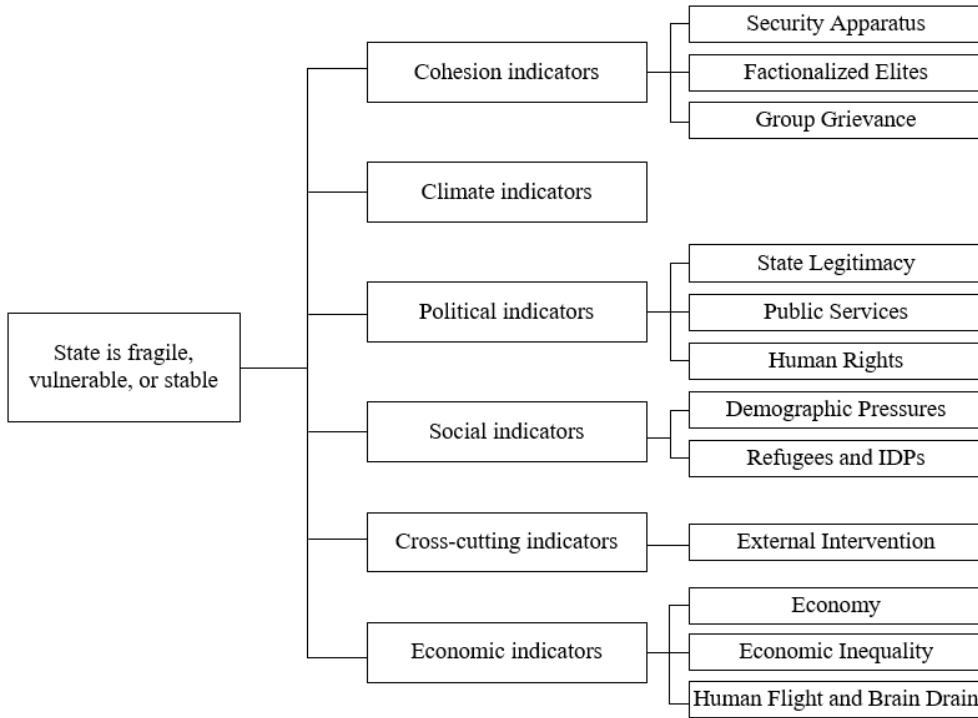 State is fragile,
vulnerable, or stable
Cohesion indicators
Security Apparatus
Factionalized Elites
Group Grievance
Climate indicators
Political indicators
State Legitimacy
Public Services
Human Rights
Social indicators
Demographic Pressures
Refugees and IDPs
Cross-cutting indicators
External Intervention
Economic indicators
Economy
Economic Inequality
Human Flight and Brain Drain